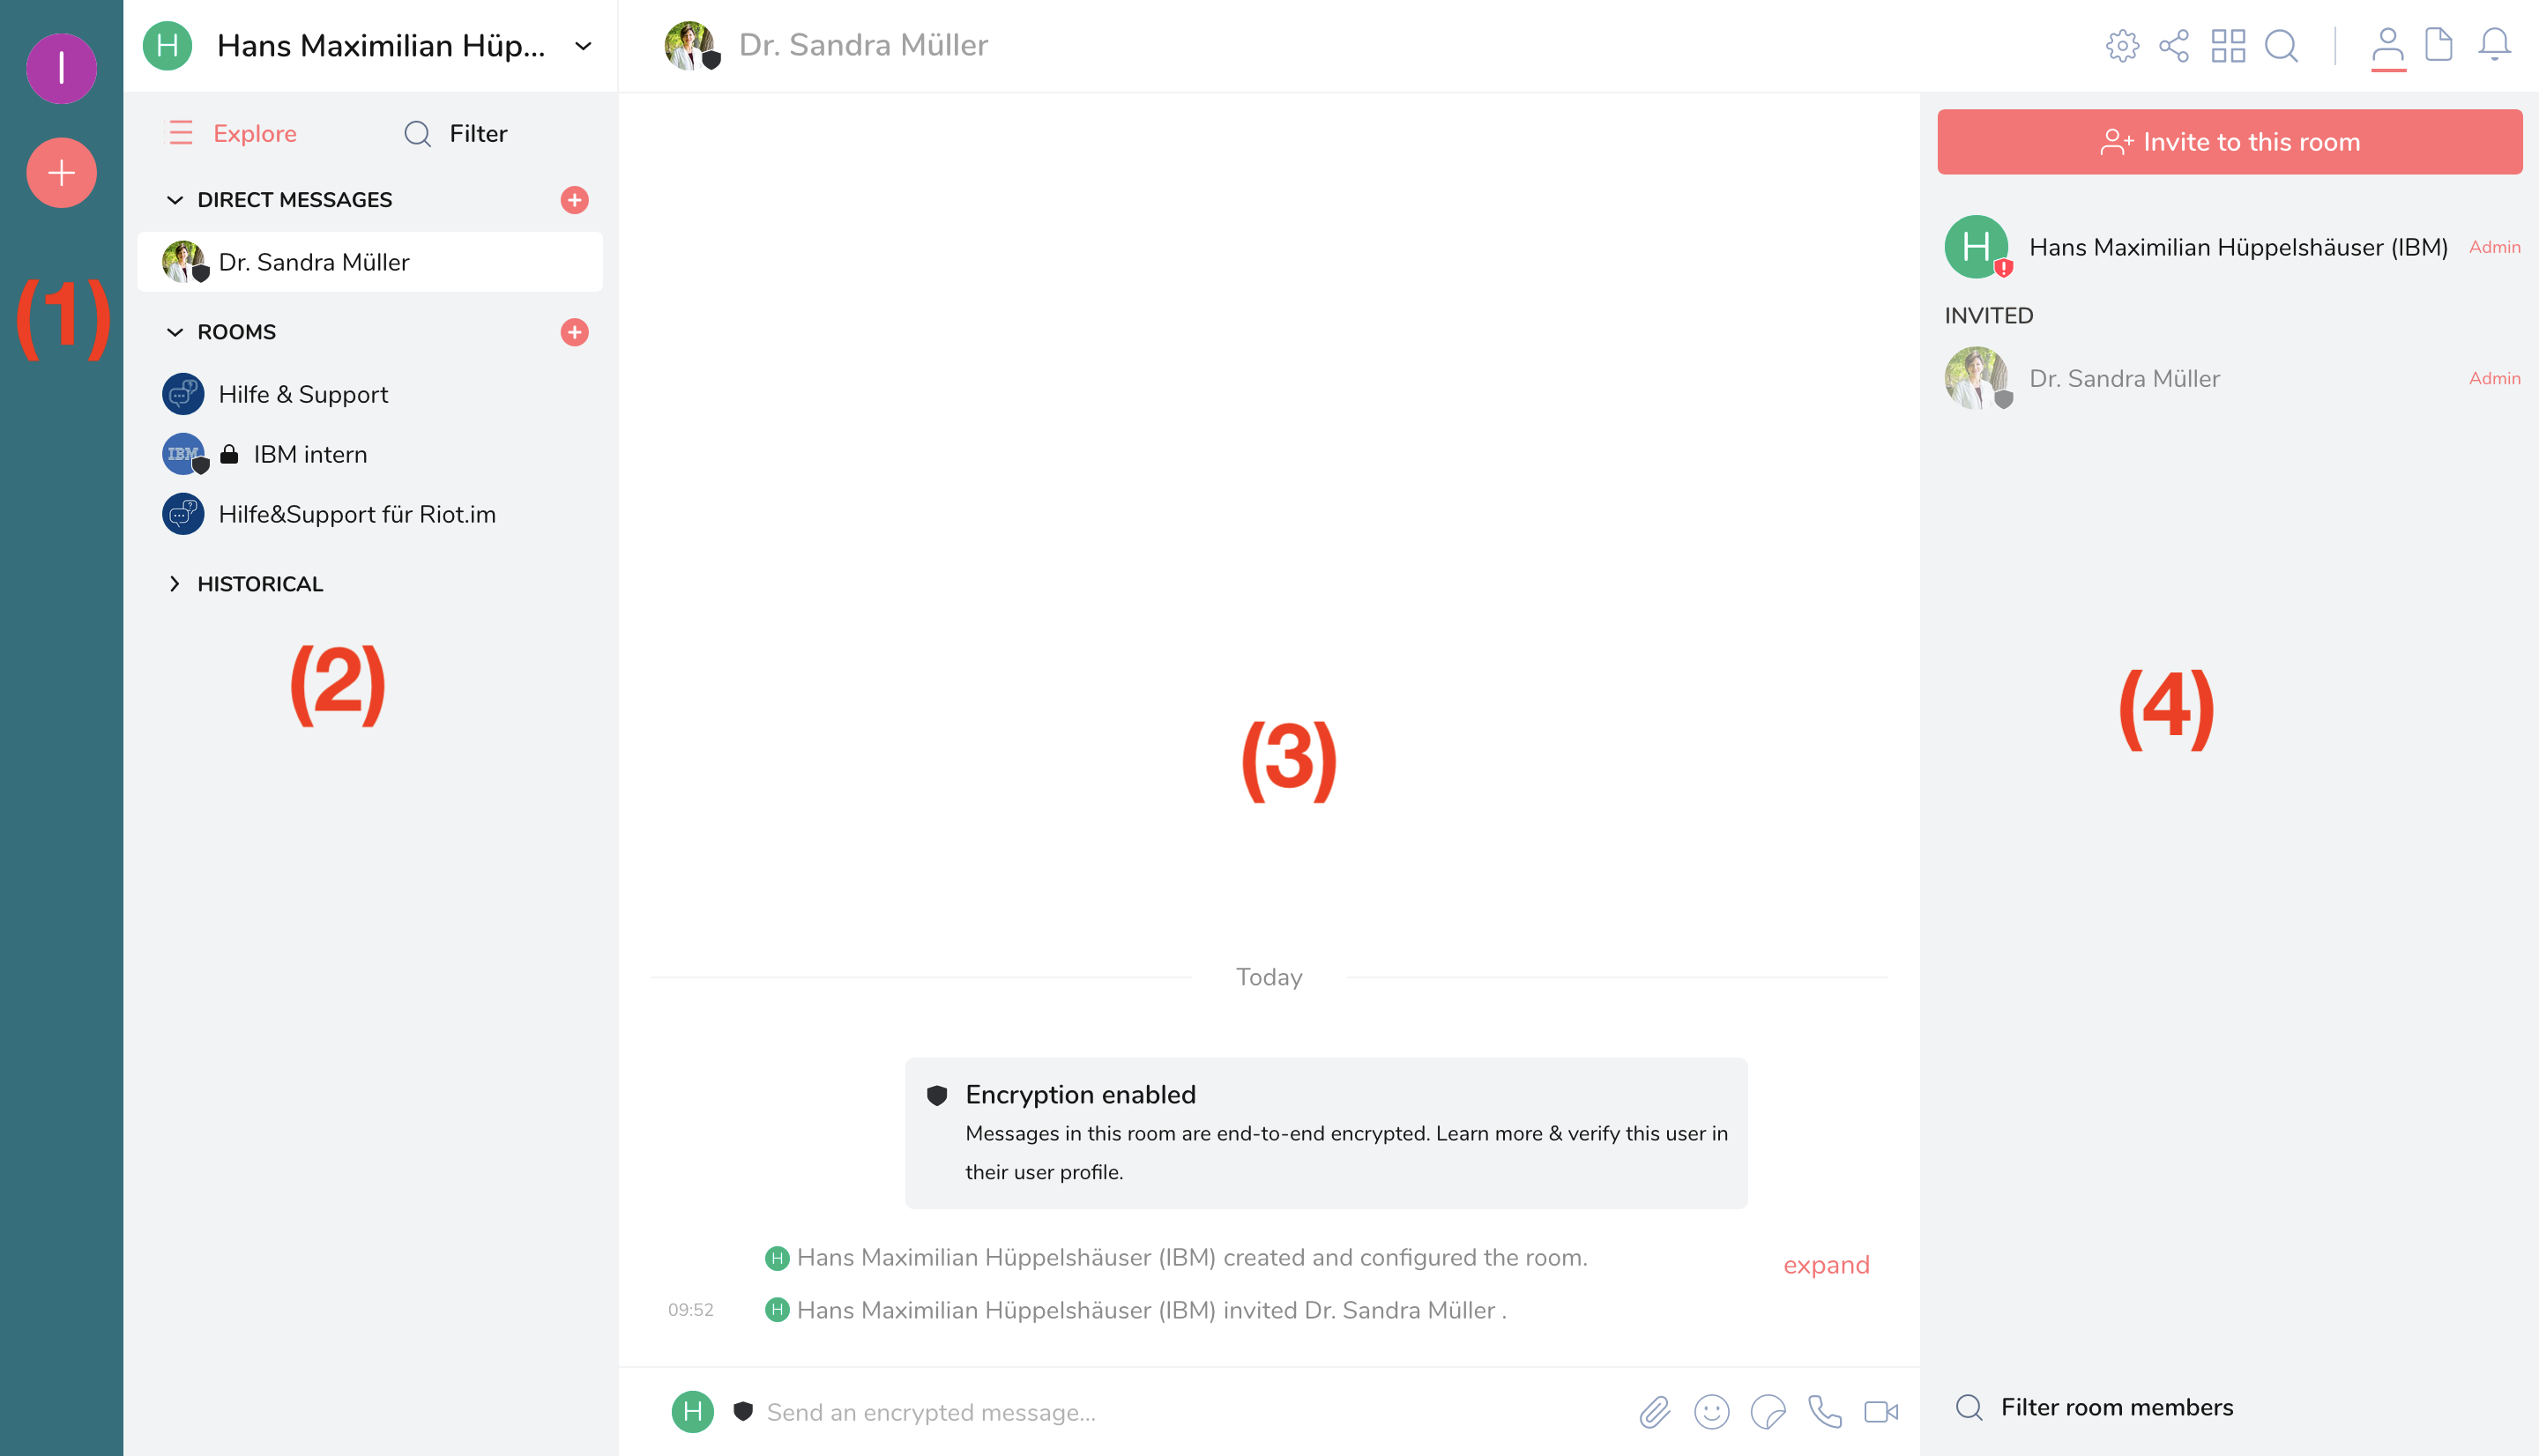 I
H
Hans Maximilian Hüp...
Dr. Sandra Müller
Explore
Filter
DIRECT MESSAGES
Dr. Sandra Müller
ROOMS
Hilfe & Support
IBM
IBM intern
Hilfe&Support für Riot.im
HISTORICAL
(1)
(2)
(3)
Today
Encryption enabled
Messages in this room are end-to-end encrypted. Learn more & verify this user in
their user profile.
H Hans Maximilian Hüppelshäuser (IBM) created and configured the room.
expand
09:52 H Hans Maximilian Hüppelshäuser (IBM) invited Dr. Sandra Müller .
H Send an encrypted message...
Invite to this room
H Hans Maximilian Hüppelshäuser (IBM) Admin
INVITED
Dr. Sandra Müller Admin
(4)
Filter room members